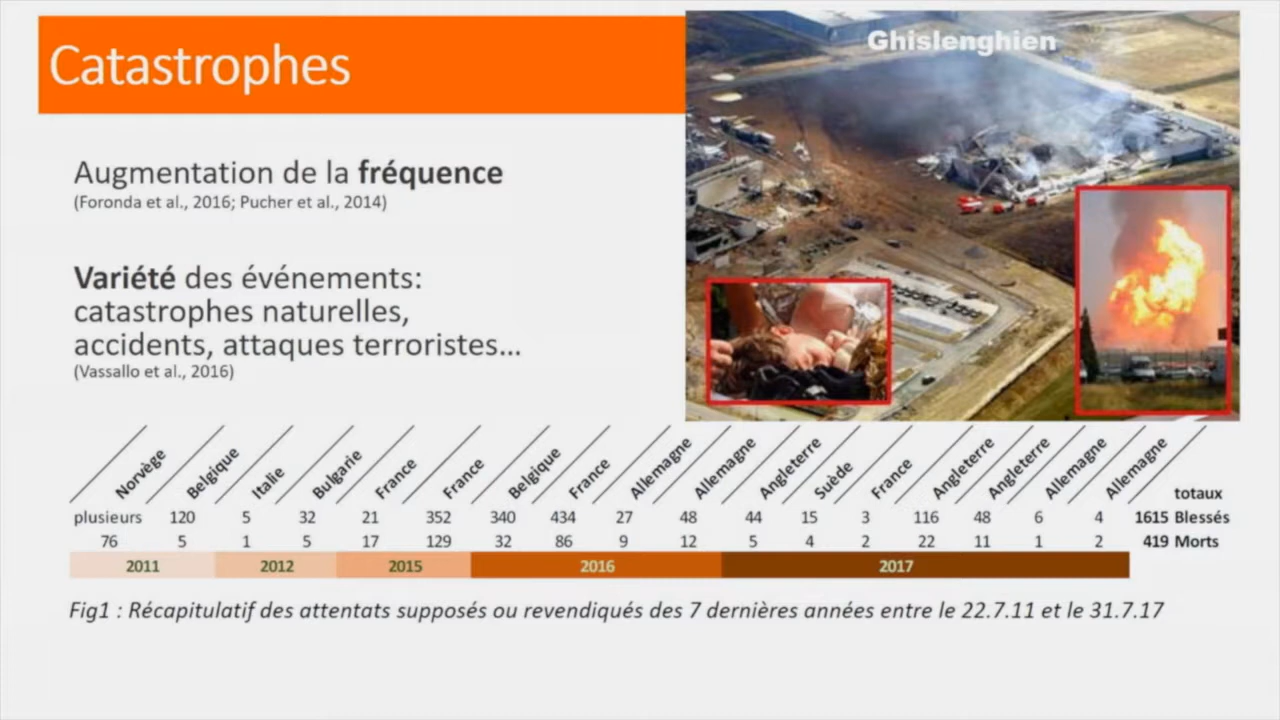 Catastrophes
Ghislenghien
Augmentation de la fréquence
(Foronda et al., 2016; Pucher et al., 2014)
Variété des événements:
catastrophes naturelles,
accidents, attaques terroristes...
(Vassallo et al., 2016)
Norvège Belgique Italie Bulgarie France France Belgique France Allemagne Allemagne Angleterre Suède France Angleterre Angleterre Allemagne Allemagne totaux
plusieurs 120 5 32 21 352 340 434 27 48 44 15 3 116 48 6 4 1615 Blessés
76 5 1 5 17 129 32 86 9 12 5 4 2 22 11 1 2 419 Morts
2011 2012 2015 2016 2017
Fig1 : Récapitulatif des attentats supposés ou revendiqués des 7 dernières années entre le 22.7.11 et le 31.7.17